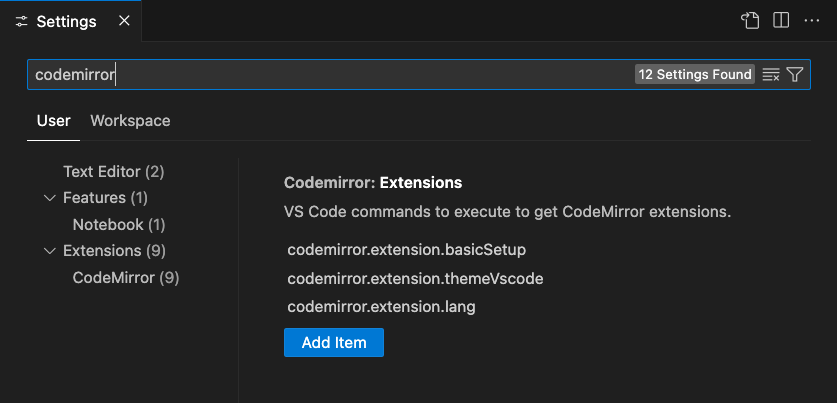 Settings
codemirror
12 Settings Found
User
Workspace
Text Editor (2)
Features (1)
Notebook (1)
Extensions (9)
CodeMirror (9)
Codemirror: Extensions
VS Code commands to execute to get CodeMirror extensions.
codemirror.extension.basicSetup
codemirror.extension.themeVscode
codemirror.extension.lang
Add Item